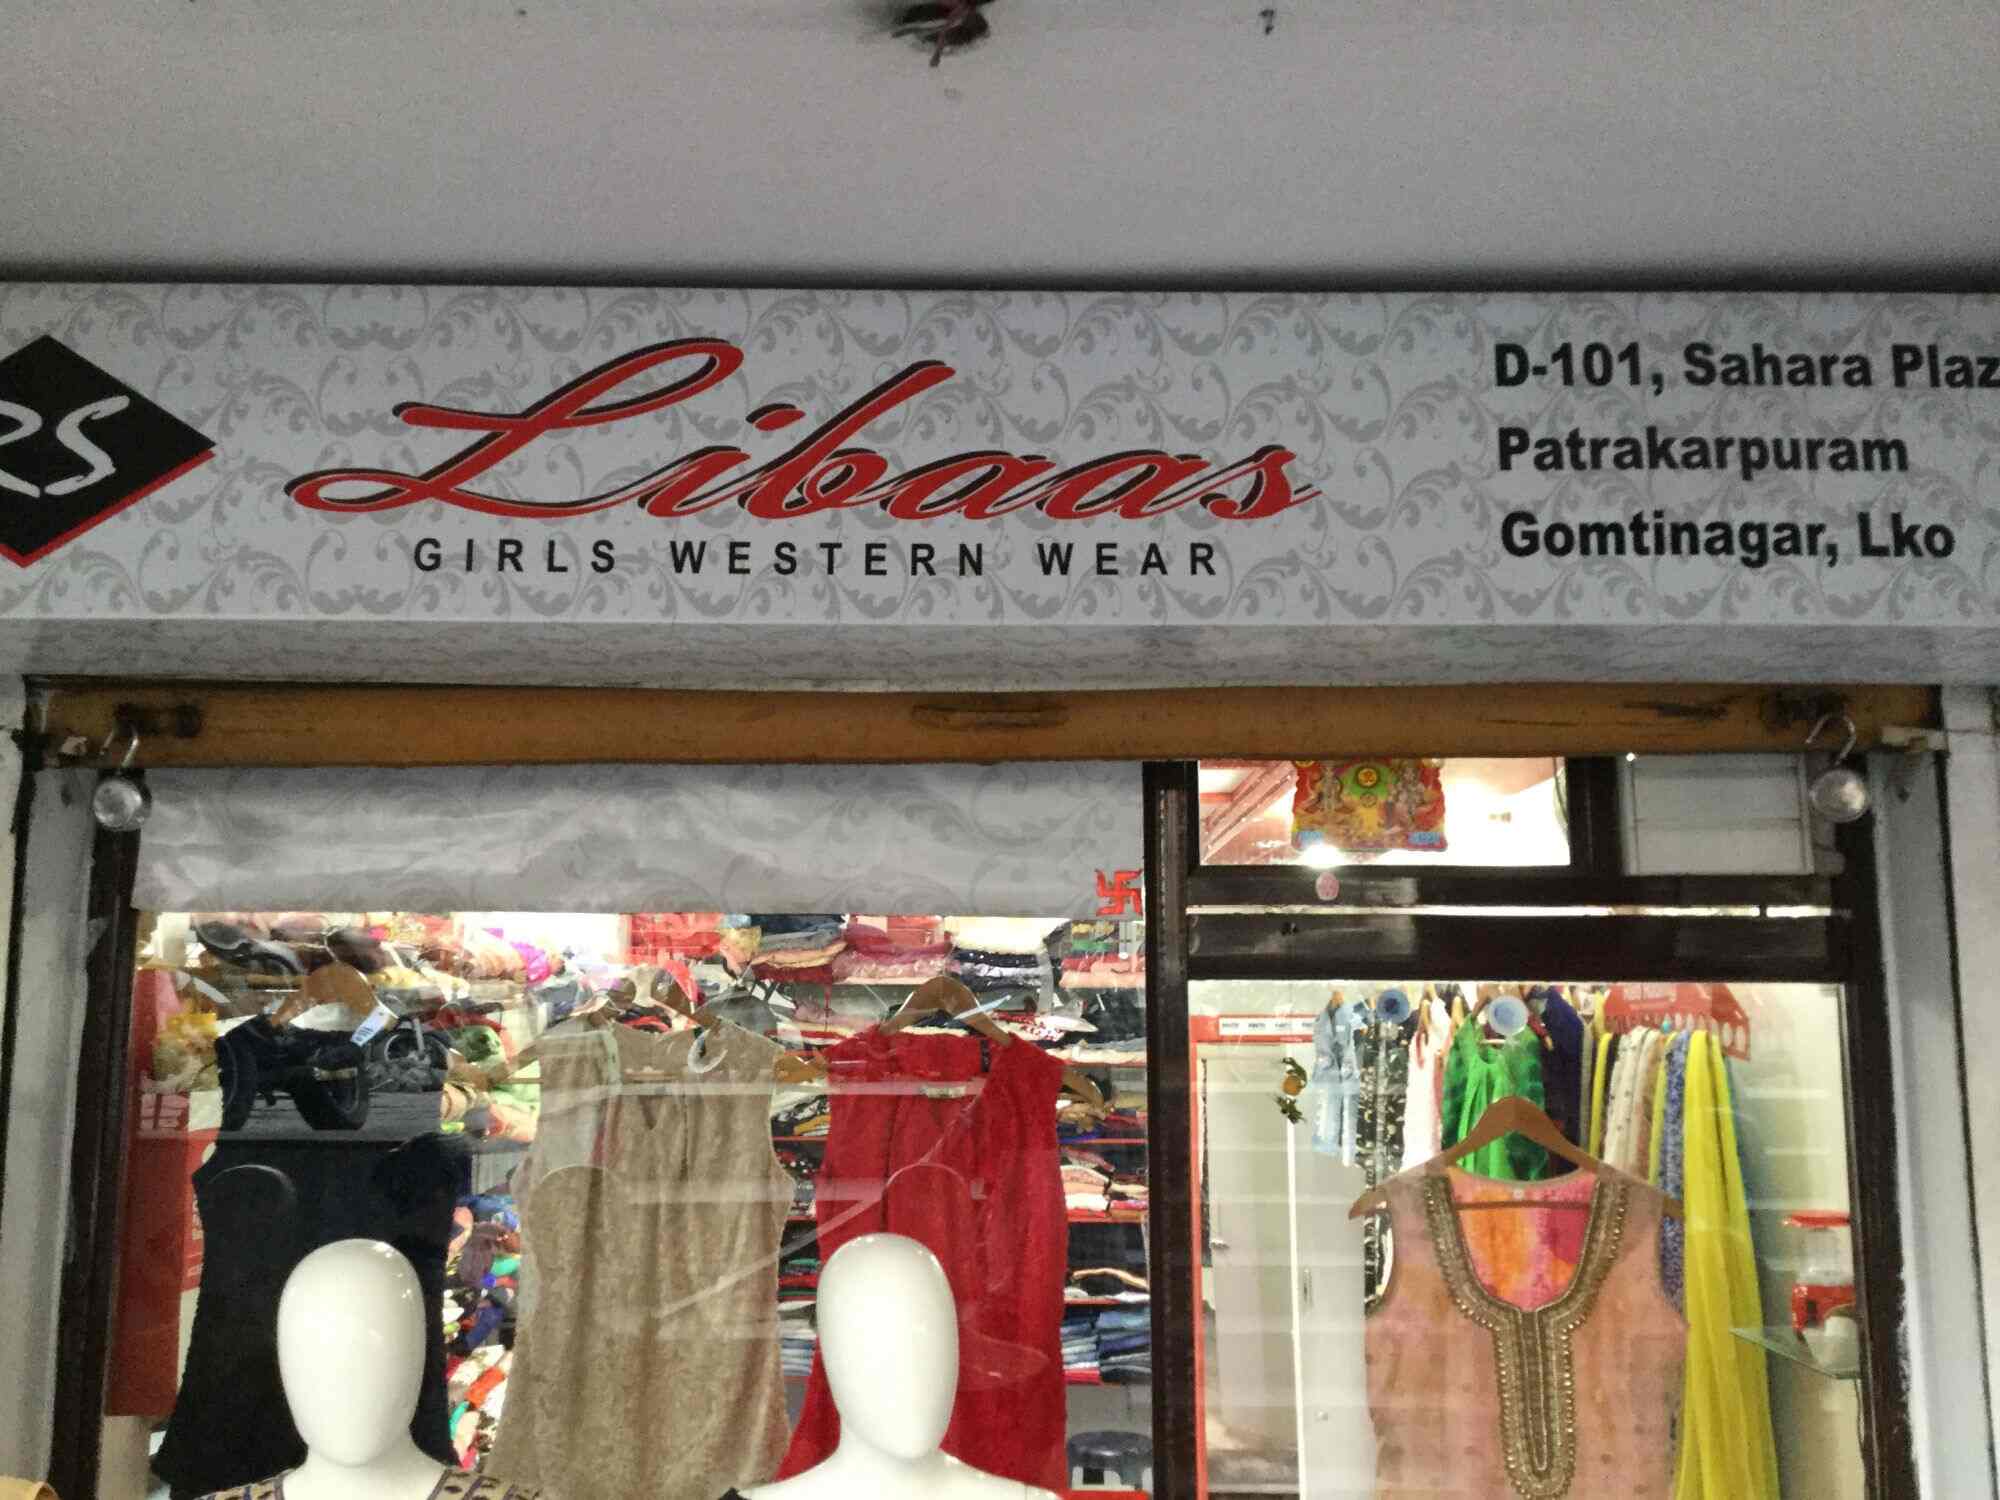 RS
Libaas
GIRLS WESTERN WEAR
D-101, Sahara Plaz
Patrakarpuram
Gomtinagar, Lko